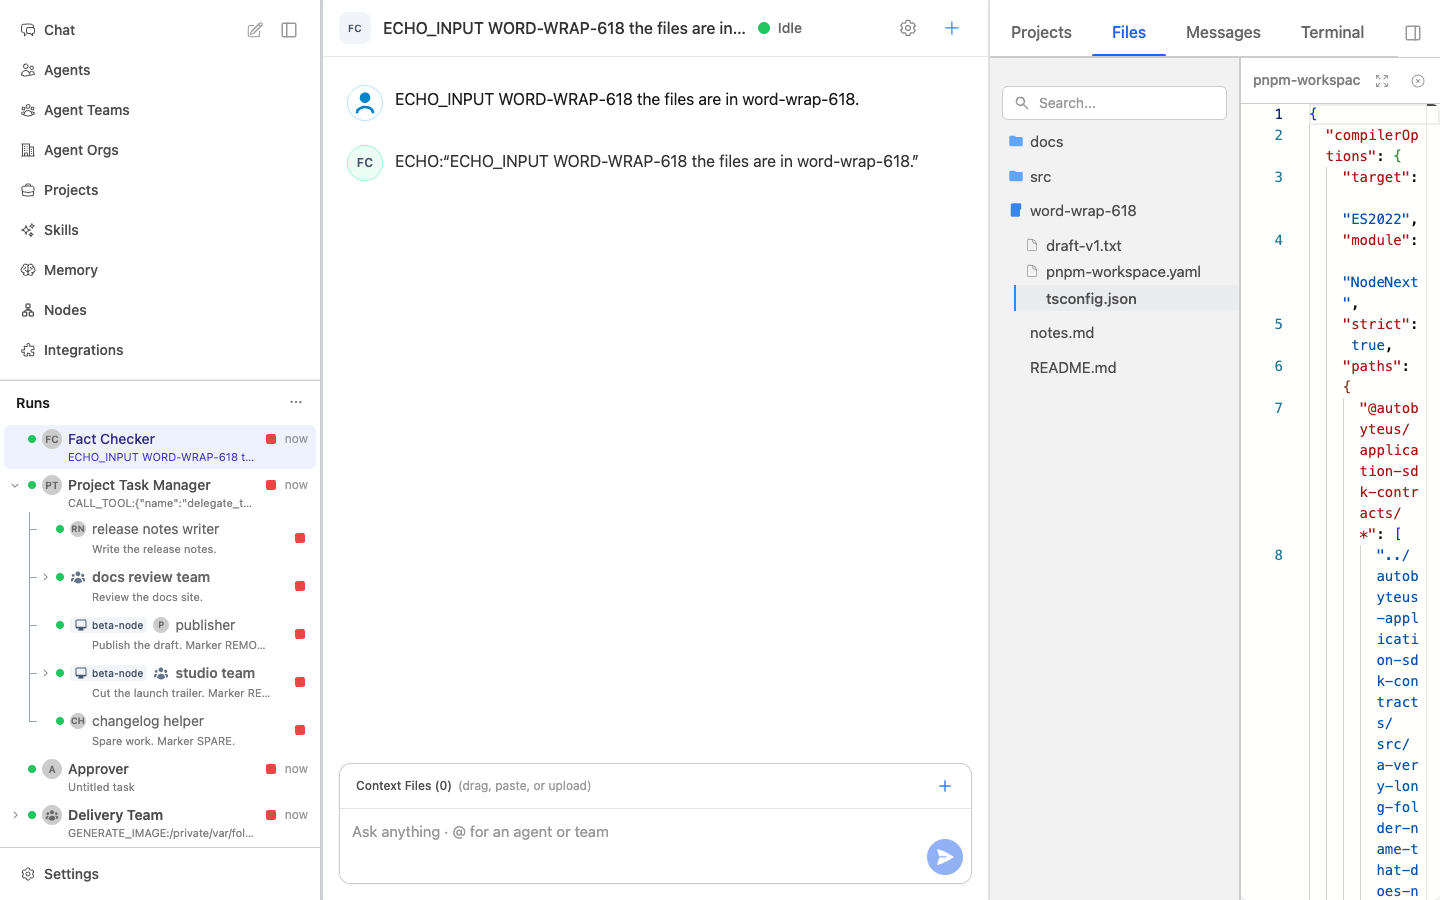 Chat
Agents
Agent Teams
Agent Orgs
Projects
Skills
Memory
Nodes
Integrations
Runs
FC Fact Checker now
ECHO_INPUT WORD-WRAP-618 t...
PT Project Task Manager now
CALL_TOOL:{"name":"delegate_t...
RN release notes writer
Write the release notes.
docs review team
Review the docs site.
beta-node P publisher
Publish the draft. Marker REMO...
beta-node studio team
Cut the launch trailer. Marker RE...
CH changelog helper
Spare work. Marker SPARE.
A Approver now
Untitled task
Delivery Team now
GENERATE_IMAGE:/private/var/fol...
Settings
FC ECHO_INPUT WORD-WRAP-618 the files are in... Idle
ECHO_INPUT WORD-WRAP-618 the files are in word-wrap-618.
FC ECHO:“ECHO_INPUT WORD-WRAP-618 the files are in word-wrap-618.”
Context Files (0) (drag, paste, or upload)
Ask anything · @ for an agent or team
Projects Files Messages Terminal
Search...
docs
src
word-wrap-618
draft-v1.txt
pnpm-workspace.yaml
tsconfig.json
notes.md
README.md
pnpm-workspac
1 {
2 "compilerOp
tions": {
3 "target":
"ES2022",
4 "module":
"NodeNext
",
5 "strict":
true,
6 "paths":
{
7 "@autob
yteus/
applica
tion-sd
k-contr
acts/
*": [
8 "../
autob
yteus
-appl
icati
on-sd
k-con
tract
s/
src/
a-ver
y-lon
g-fol
der-n
ame-t
hat-d
oes-n